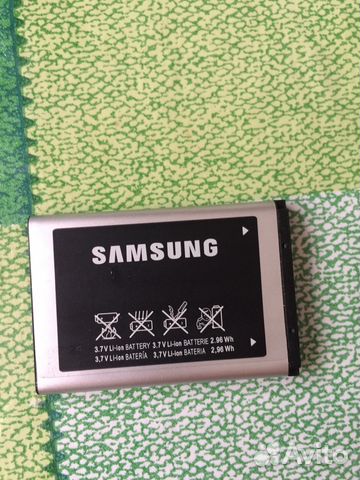 SAMSUNG
3.7V Li-ion BATTERY 3.7V Li-ion BATTERIE 2.96 Wh
3,7V Li-ion BATERÍA 3,7V Li-ion BATERIA 2,96 Wh
Avito